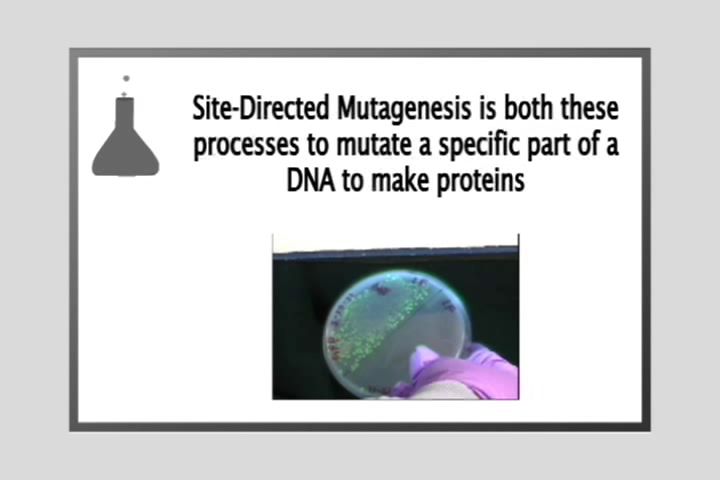 Site-Directed Mutagenesis is both these
processes to mutate a specific part of a
DNA to make proteins